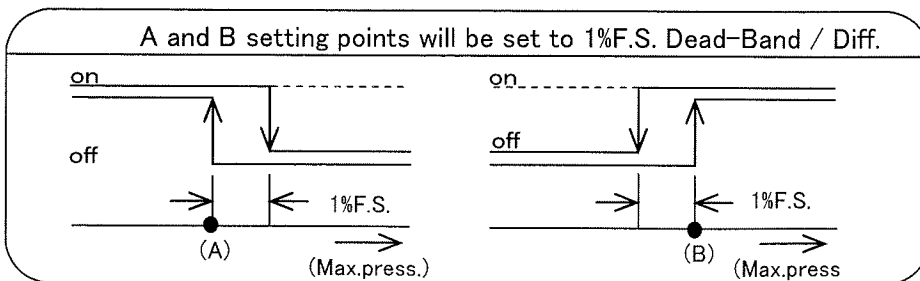 A and B setting points will be set to 1%F.S. Dead-Band / Diff.
on
off
1%F.S.
(A)
(Max.press.)
on
off
1%F.S.
(B)
(Max.press